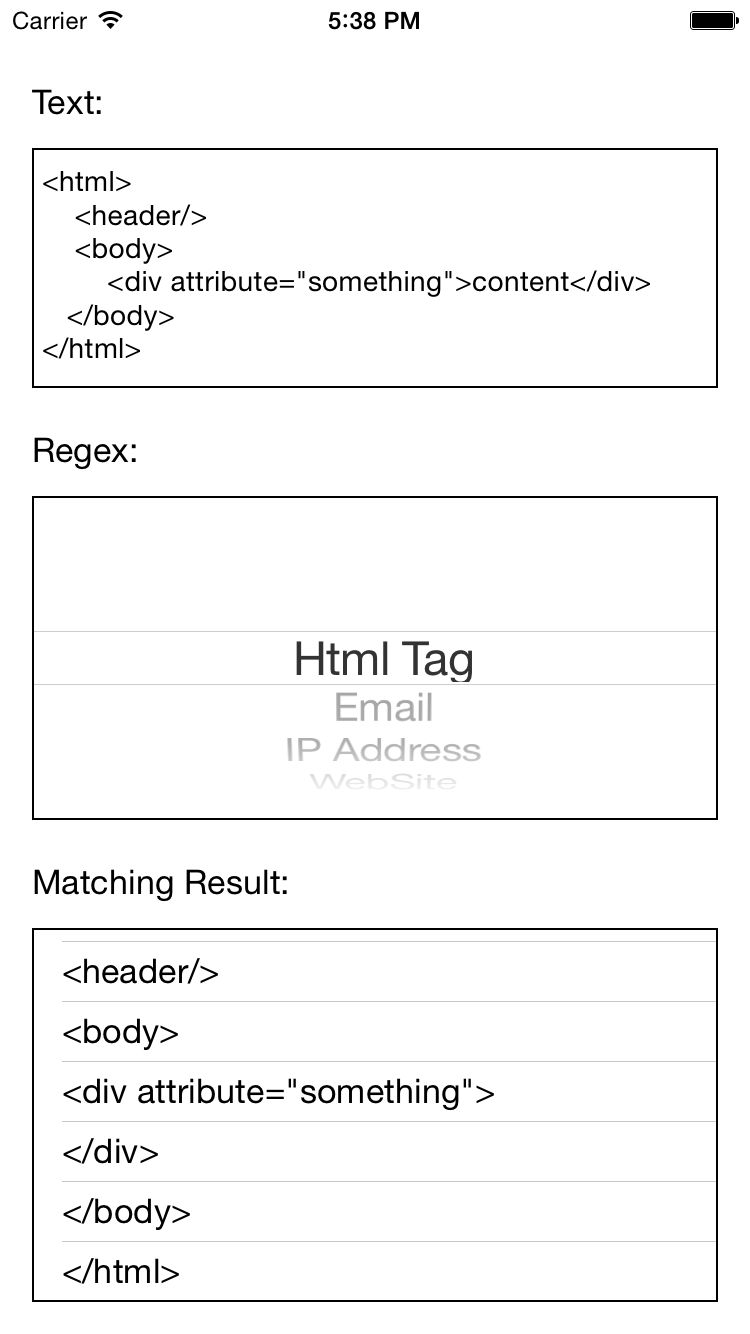 Carrier 5:38 PM
Text:
<html>
<header/>
<body>
<div attribute="something">content</div>
</body>
</html>
Regex:
Html Tag
Email
IP Address
WebSite
Matching Result:
<header/>
<body>
<div attribute="something">
</div>
</body>
</html>